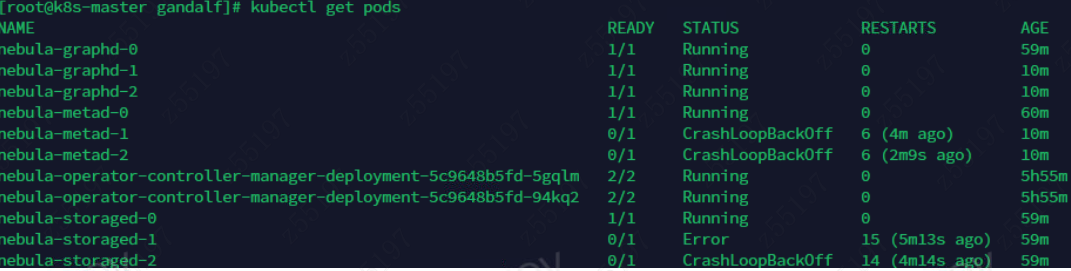 [root@k8s-master gandalf]# kubectl get pods
NAME READY STATUS RESTARTS AGE
nebula-graphd-0 1/1 Running 0 59m
nebula-graphd-1 1/1 Running 0 10m
nebula-graphd-2 1/1 Running 0 10m
nebula-metad-0 1/1 Running 0 60m
nebula-metad-1 0/1 CrashLoopBackOff 6 (4m ago) 10m
nebula-metad-2 0/1 CrashLoopBackOff 6 (2m9s ago) 10m
nebula-operator-controller-manager-deployment-5c9648b5fd-5gqlm 2/2 Running 0 5h55m
nebula-operator-controller-manager-deployment-5c9648b5fd-94kq2 2/2 Running 0 5h55m
nebula-storaged-0 1/1 Running 0 59m
nebula-storaged-1 0/1 Error 15 (5m13s ago) 59m
nebula-storaged-2 0/1 CrashLoopBackOff 14 (4m14s ago) 59m